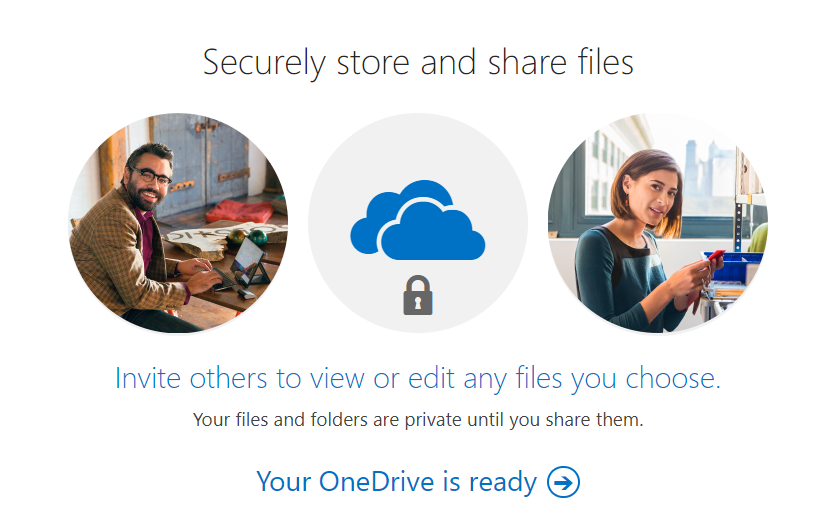 Securely store and share files
Invite others to view or edit any files you choose.
Your files and folders are private until you share them.
Your OneDrive is ready